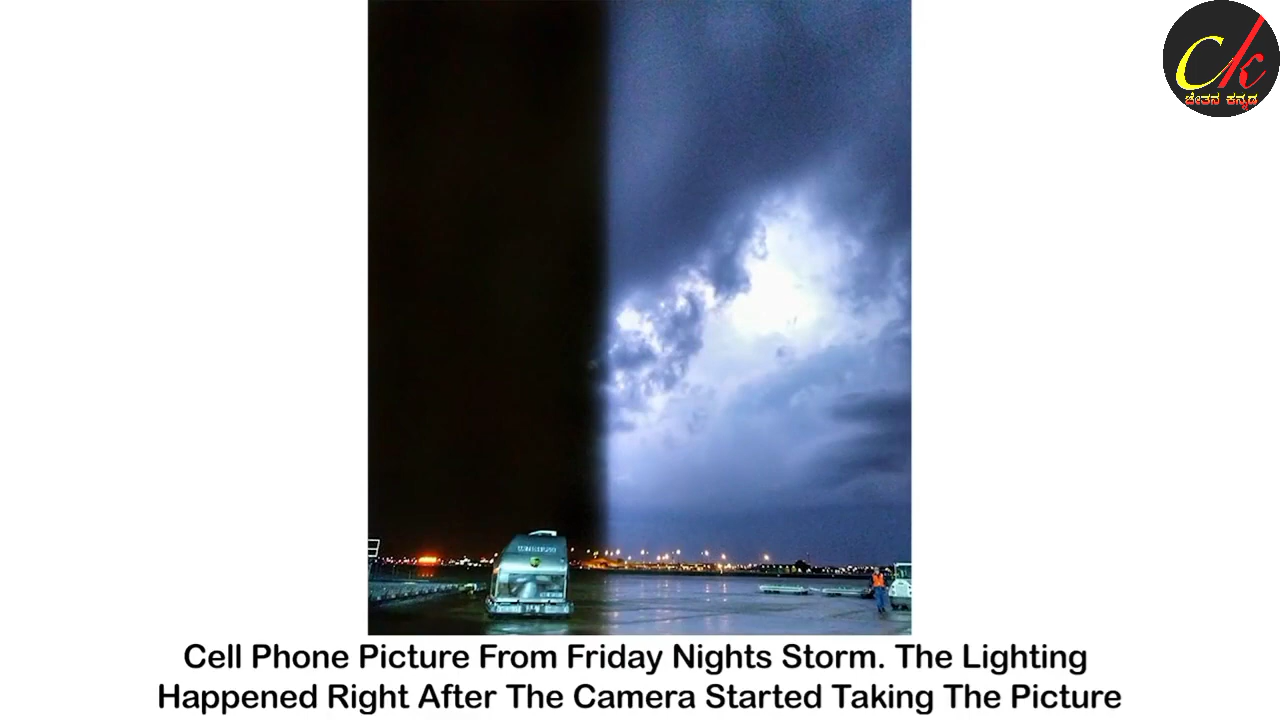 Ck
ಚೇತನ ಕನ್ನಡ
Cell Phone Picture From Friday Nights Storm. The Lighting
Happened Right After The Camera Started Taking The Picture